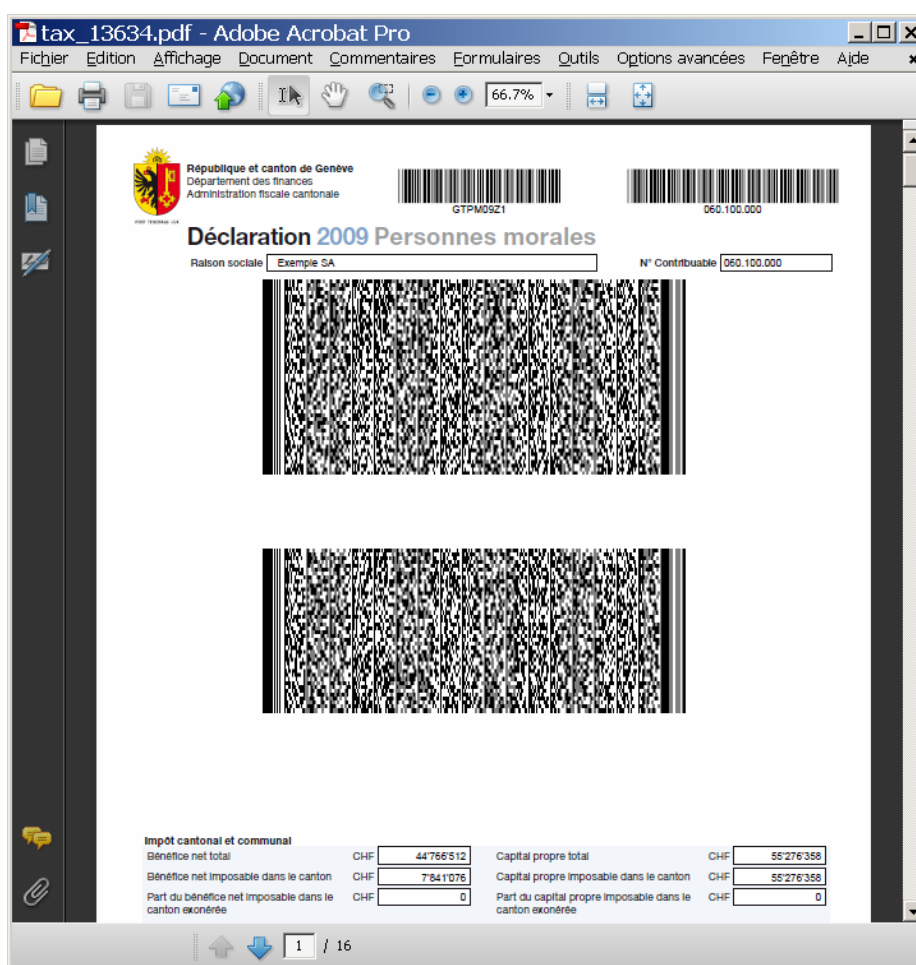 tax_13634.pdf - Adobe Acrobat Pro
Fichier Edition Affichage Document Commentaires Formulaires Outils Options avancées Fenêtre Aide
66.7%
République et canton de Genève
Département des finances
Administration fiscale cantonale
GTPM09Z1
060.100.000
POST TENEBRAS LUX
Déclaration 2009 Personnes morales
Raison sociale Exemple SA N° Contribuable 060.100.000
Impôt cantonal et communal
Bénéfice net total CHF 44'766'512 Capital propre total CHF 55'276'358
Bénéfice net imposable dans le canton CHF 7'841'076 Capital propre imposable dans le canton CHF 55'276'358
Part du bénéfice net imposable dans le CHF 0 Part du capital propre imposable dans le CHF 0
canton exonérée canton exonérée
1 / 16